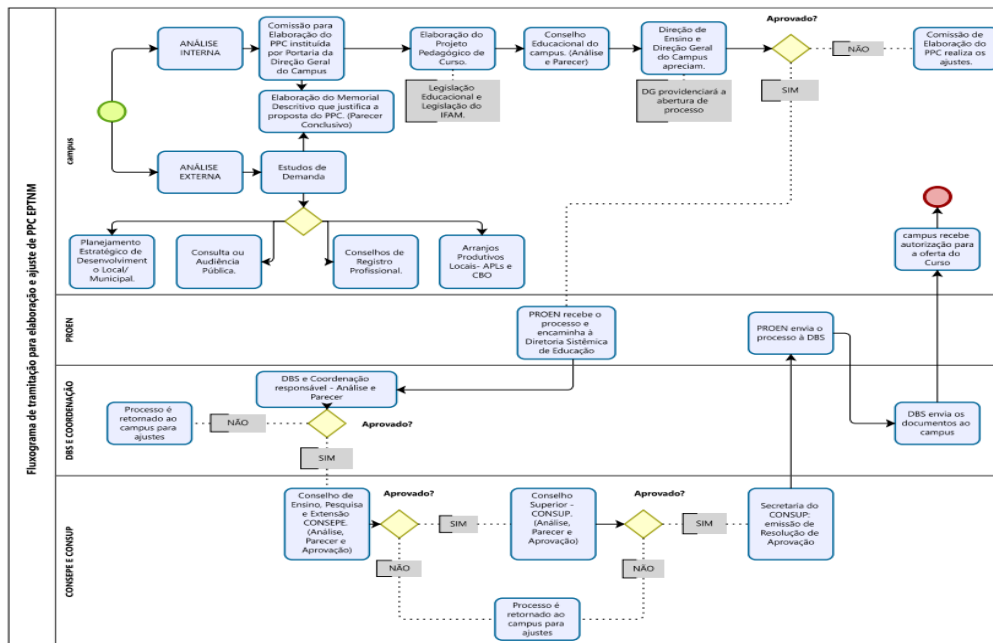 Fluxograma de tramitação para elaboração e ajuste de PPC EPTNM
campus
ANÁLISE
INTERNA
Comissão para
Elaboração do
PPC instituída
por Portaria da
Direção Geral
do Campus
Elaboração do
Projeto
Pedagógico de
Curso.
Conselho
Educacional do
campus. (Análise
e Parecer)
Direção de
Ensino e
Direção Geral
do Campus
apreciam.
Aprovado?
NÃO
Comissão de
Elaboração do
PPC realiza os
ajustes.
SIM
Legislação
Educacional e
Legislação do
IFAM.
DG providenciará a
abertura de
processo
Elaboração do Memorial
Descritivo que justifica a
proposta do PPC. (Parecer
Conclusivo)
ANÁLISE
EXTERNA
Estudos de
Demanda
Planejamento
Estratégico de
Desenvolviment
o Local/
Municipal.
Consulta ou
Audiência
Pública.
Conselhos de
Registro
Profissional.
Arranjos
Produtivos
Locais- APLs e
CBO
campus recebe
autorização para
a oferta do
Curso
PROEN
PROEN recebe o
processo e
encaminha à
Diretoria Sistêmica
de Educação
PROEN envia o
processo à DBS
DBS E COORDENAÇÃO
DBS e Coordenação
responsável - Análise e
Parecer
Processo é
retornado ao
campus para
ajustes
NÃO
Aprovado?
SIM
DBS envia os
documentos ao
campus
CONSEPE E CONSUP
Conselho de
Ensino, Pesquisa
e Extensão
CONSEPE.
(Análise,
Parecer e
Aprovação)
Aprovado?
SIM
NÃO
Conselho
Superior -
CONSUP.
(Análise,
Parecer e
Aprovação)
Aprovado?
SIM
NÃO
Secretaria do
CONSUP:
emissão de
Resolução de
Aprovação
Processo é
retornado ao
campus para
ajustes